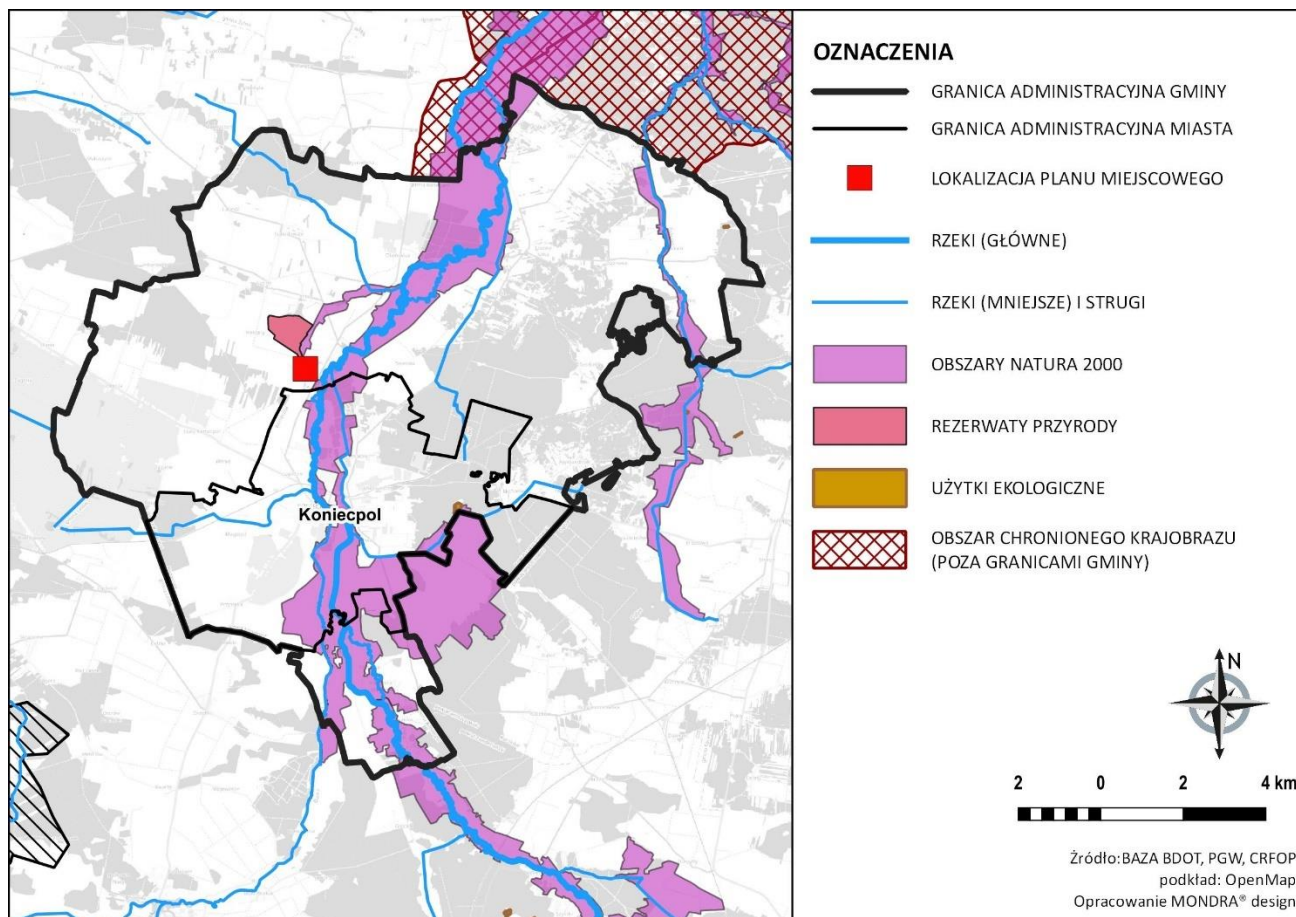 OZNACZENIA
GRANICA ADMINISTRACYJNA GMINY
GRANICA ADMINISTRACYJNA MIASTA
LOKALIZACJA PLANU MIEJSCOWEGO
RZEKI (GŁÓWNE)
RZEKI (MNIEJSZE) I STRUGI
OBSZARY NATURA 2000
REZERWATY PRZYRODY
UŻYTKI EKOLOGICZNE
OBSZAR CHRONIONEGO KRAJOBRAZU
(POZA GRANICAMI GMINY)
Koniecpol
N
2 0 2 4 km
Źródło:BAZA BDOT, PGW, CRFOP
podkład: OpenMap
Opracowanie MONDRA® design